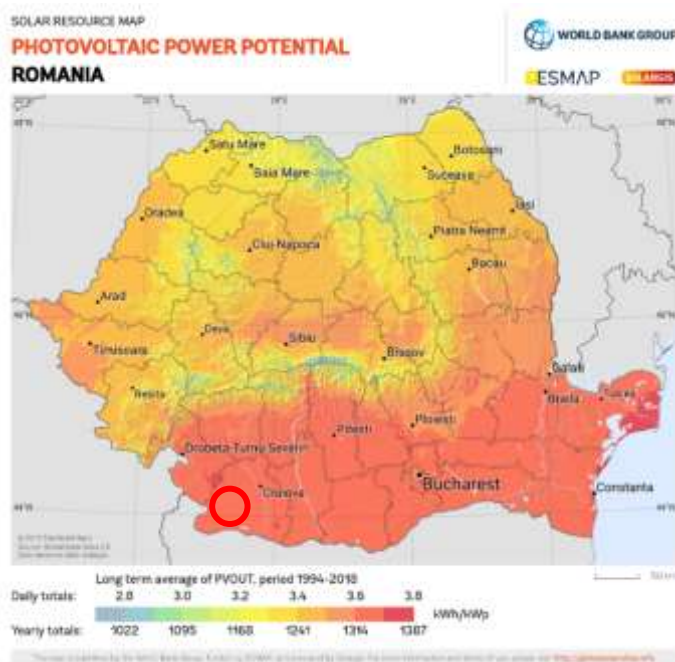 SOLAR RESOURCE MAP
PHOTOVOLTAIC POWER POTENTIAL
ROMANIA
WORLD BANK GROUP
ESMAP SOLARGIS
Satu Mare
Botosani
Baia Mare
Suceava
Oradea
Iasi
Piatra Neamt
Cluj-Napoca
Bacau
Arad
Deva
Sibiu
Timisoara
Brasov
Galati
Resita
Braila
Tulcea
Ploiesti
Pitesti
Drobeta-Turnu Severin
Bucharest
Craiova
Constanta
Long term average of PVOUT, period 1994-2018
Daily totals: 2.8 3.0 3.2 3.4 3.6 3.8
kWh/kWp
Yearly totals: 1022 1095 1168 1241 1314 1387